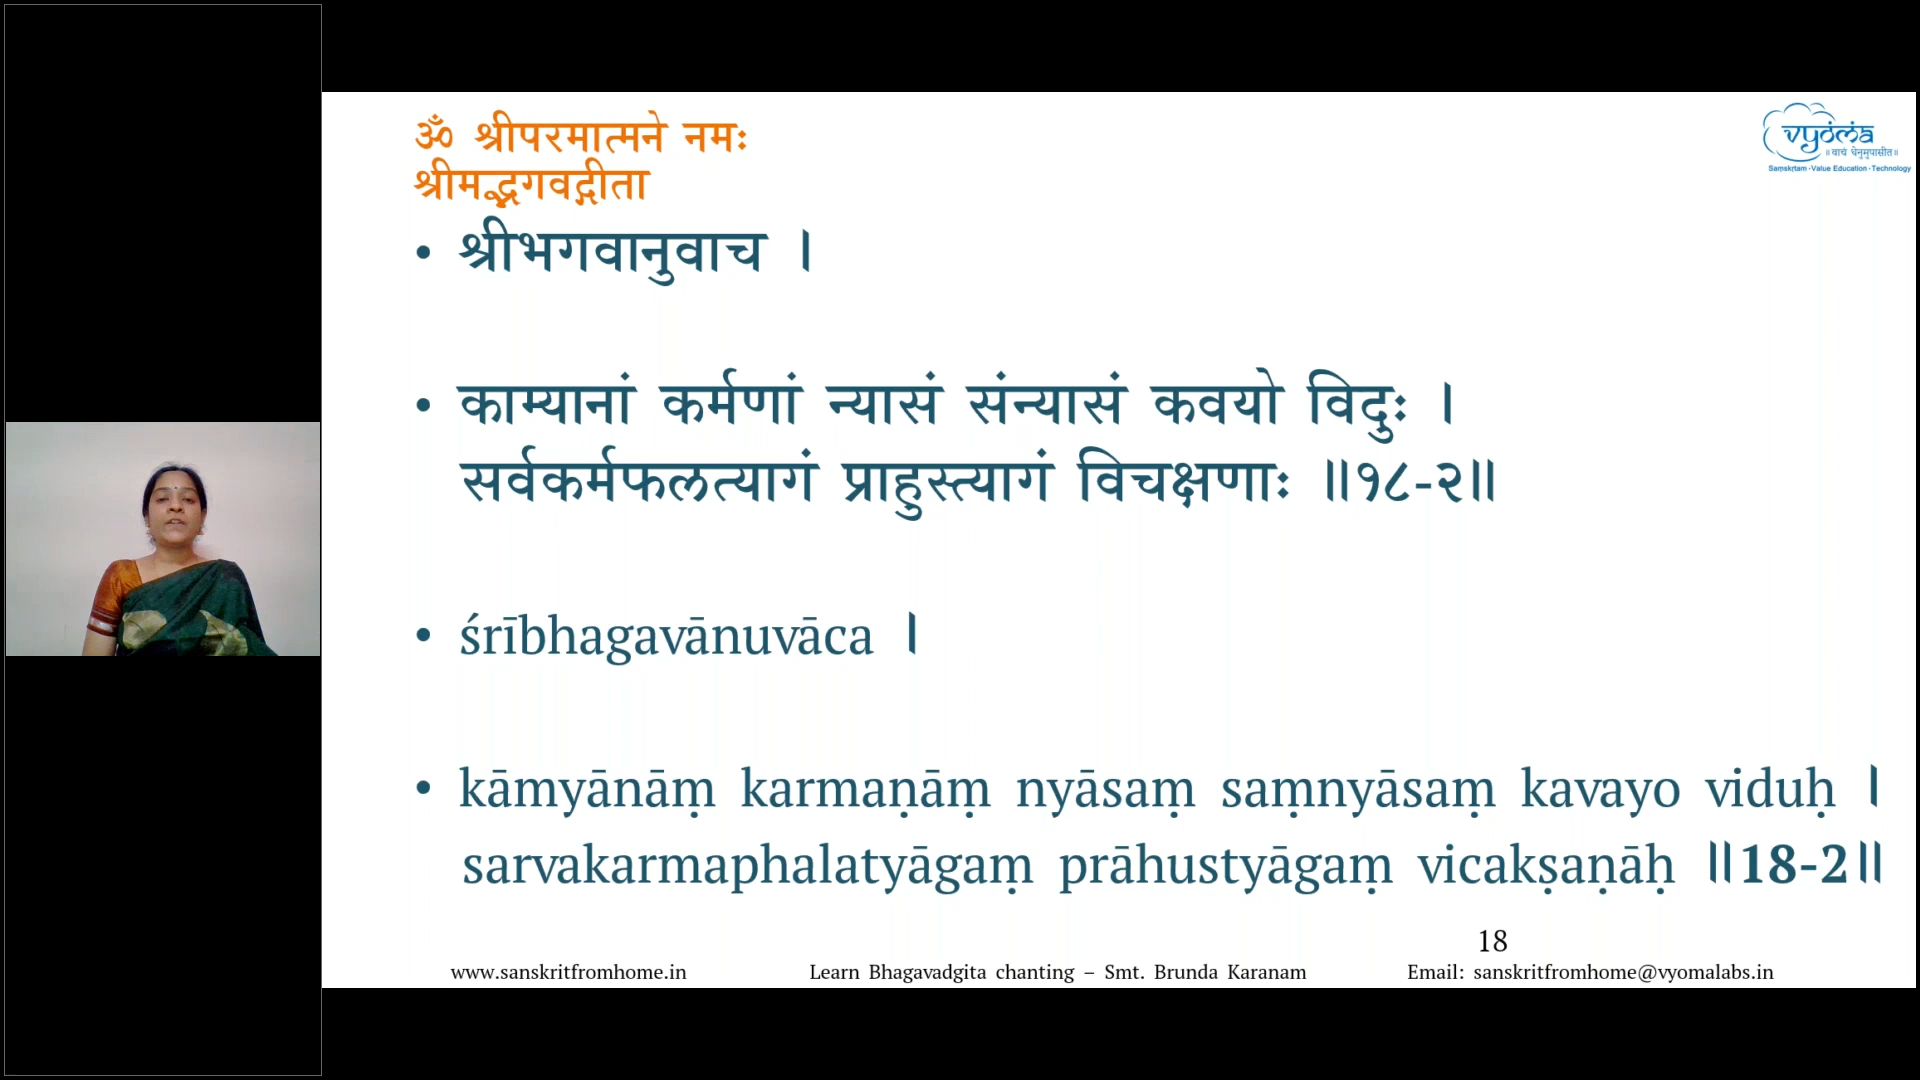 ॐ श्रीपरमात्मने नमः
श्रीमद्भगवद्गीता
vyoma
॥ वाचं धेनुमुपासीत॥
Saṃskṛtam - Value Education - Technology
• श्रीभगवानुवाच ।
• काम्यानां कर्मणां न्यासं संन्यासं कवयो विदुः ।
सर्वकर्मफलत्यागं प्राहुस्त्यागं विचक्षणाः ॥१८-२॥
• śrībhagavānuvāca ।
• kāmyānāṃ karmaṇāṃ nyāsaṃ saṃnyāsaṃ kavayo viduḥ ।
sarvakarmaphalatyāgaṃ prāhustyāgaṃ vicakṣaṇāḥ ॥18-2॥
18
www.sanskritfromhome.in Learn Bhagavadgita chanting – Smt. Brunda Karanam Email: sanskritfromhome@vyomalabs.in